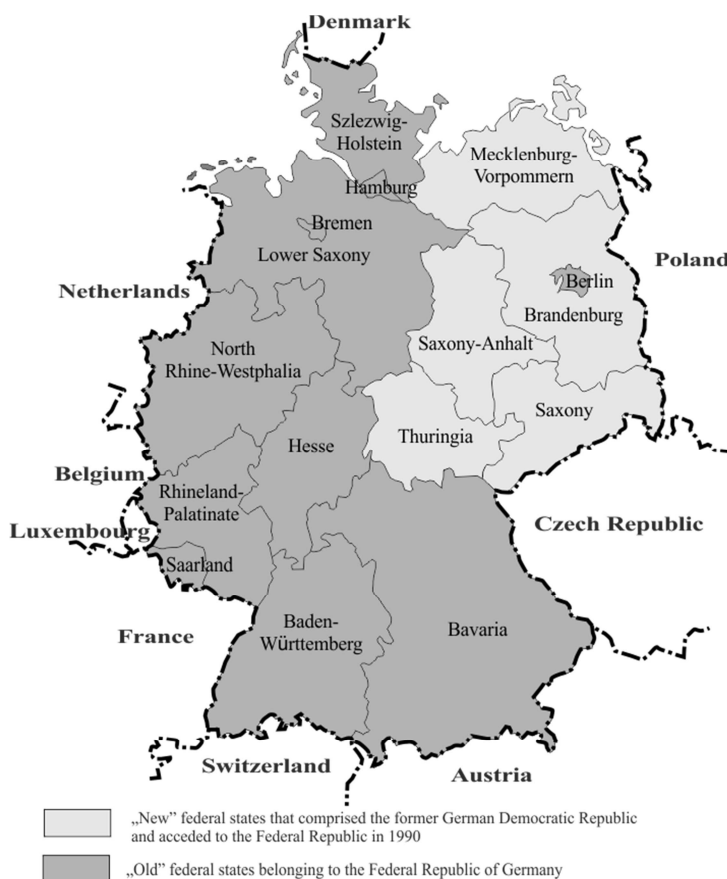 Denmark
Szlezwig-
Holstein
Mecklenburg-
Vorpommern
Hamburg
Bremen
Lower Saxony
Poland
Berlin
Netherlands
Brandenburg
North
Rhine-Westphalia
Saxony-Anhalt
Saxony
Thuringia
Hesse
Belgium
Rhineland-
Palatinate
Luxembourg
Czech Republic
Saarland
France
Baden-
Württemberg
Bavaria
Switzerland
Austria
„New” federal states that comprised the former German Democratic Republic
and acceded to the Federal Republic in 1990
„Old” federal states belonging to the Federal Republic of Germany